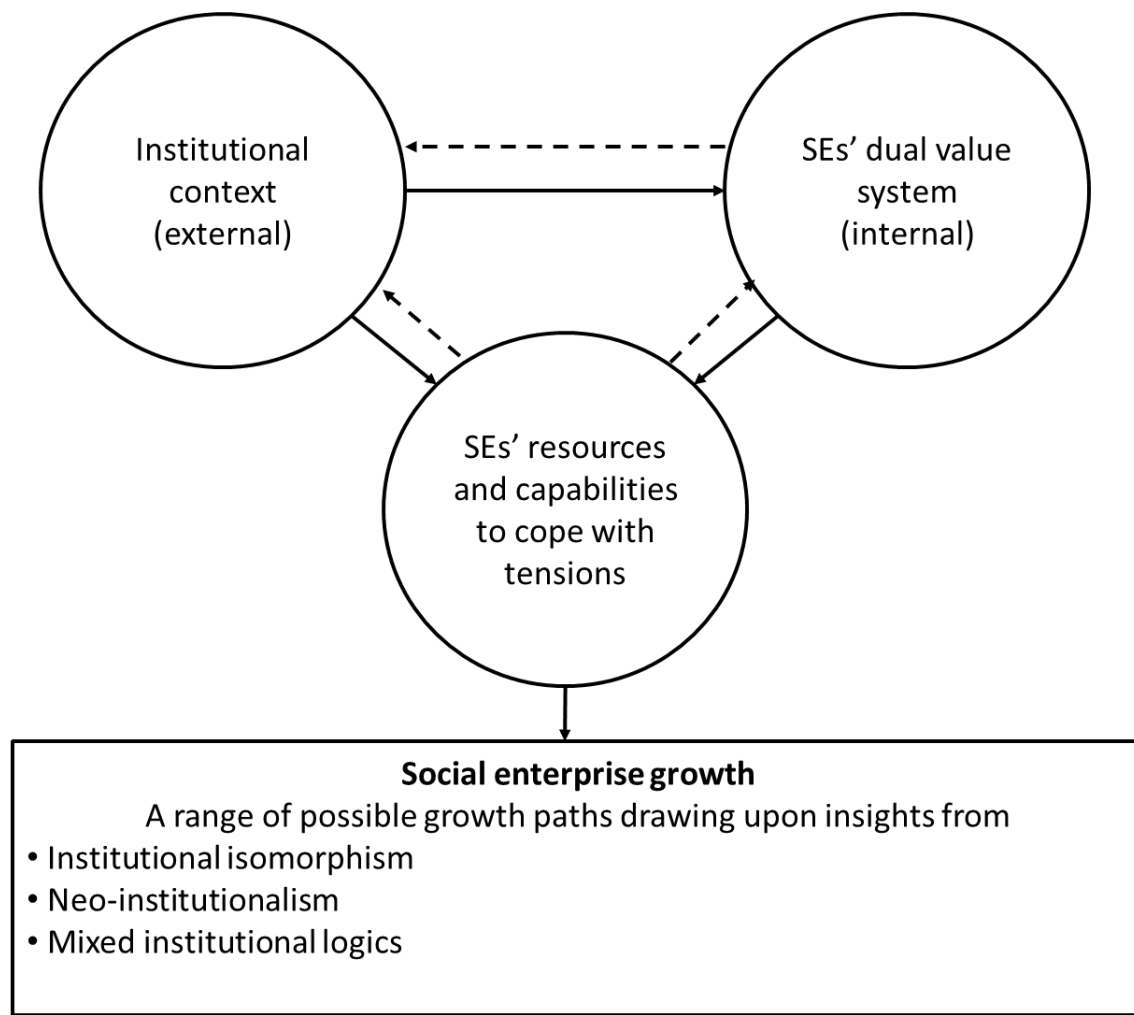 Institutional
context
(external)
SEs’ dual value
system
(internal)
SEs’ resources
and capabilities
to cope with
tensions
Social enterprise growth
A range of possible growth paths drawing upon insights from
• Institutional isomorphism
• Neo-institutionalism
• Mixed institutional logics